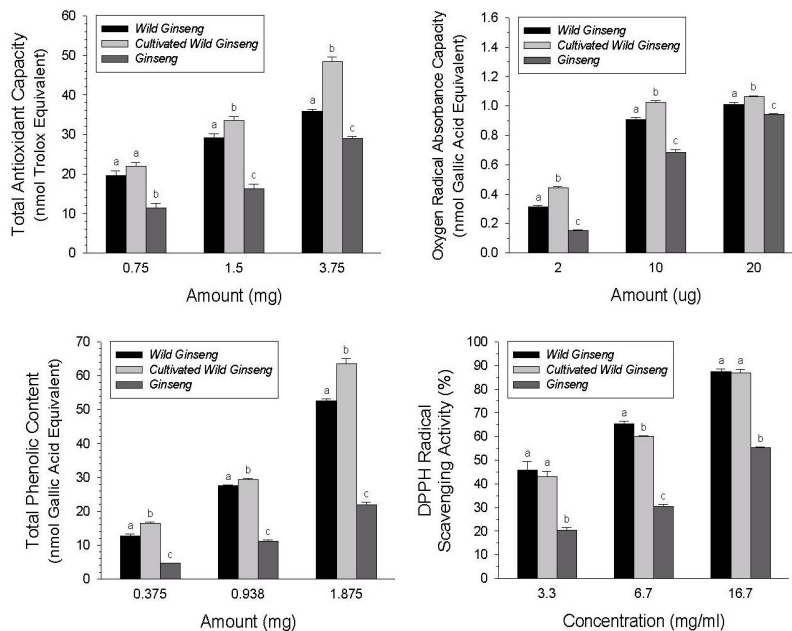 Total Antioxidant Capacity
(nmol Trolox Equivalent)
60
50
40
30
20
10
0
Wild Ginseng
Cultivated Wild Ginseng
Ginseng
a
a
b
a
b
c
a
b
c
0.75
1.5
3.75
Amount (mg)
Oxygen Radical Absorbance Capacity
(nmol Gallic Acid Equivalent)
1.6
1.4
1.2
1.0
0.8
0.6
0.4
0.2
0.0
Wild Ginseng
Cultivated Wild Ginseng
Ginseng
a
b
c
a
b
c
a
b
c
2
10
20
Amount (ug)
Total Phenolic Content
(nmol Gallic Acid Equivalent)
70
60
50
40
30
20
10
0
Wild Ginseng
Cultivated Wild Ginseng
Ginseng
a
b
c
a
b
c
a
b
c
0.375
0.938
1.875
Amount (mg)
DPPH Radical
Scavenging Activity (%)
100
90
80
70
60
50
40
30
20
10
0
Wild Ginseng
Cultivated Wild Ginseng
Ginseng
a
a
b
a
b
c
a
a
b
3.3
6.7
16.7
Concentration (mg/ml)